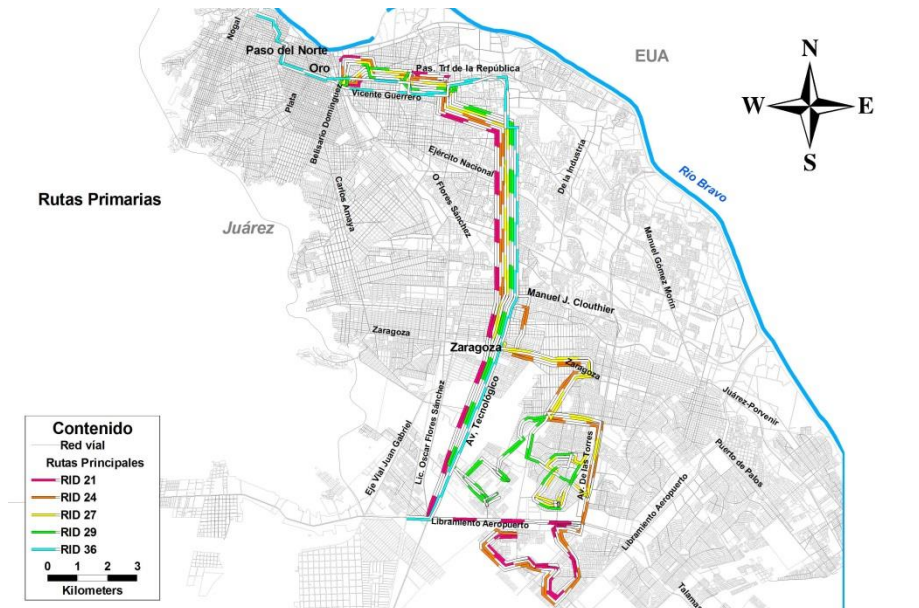 Nogal
Paso del Norte
Oro
Pas. Trf de la República
EUA
N
W
E
S
Plata
Vicente Guerrero
Belisario Domínguez
De la Industria
Ejército Nacional
Río Bravo
Rutas Primarias
Carlos Amaya
O Flores Sánchez
Juárez
Manuel Gómez Morin
Manuel J. Clouthier
Zaragoza
Zaragoza
Zaragoza
Juárez-Porvenir
Av. Tecnológico
Lic. Oscar Flores Sánchez
Eje Vial Juan Gabriel
Av. De las Torres
Puerto de Palos
Libramiento Aeropuerto
Libramiento Aeropuerto
Talamas
Contenido
Red víal
Rutas Principales
RID 21
RID 24
RID 27
RID 29
RID 36
0 1 2 3
Kilometers